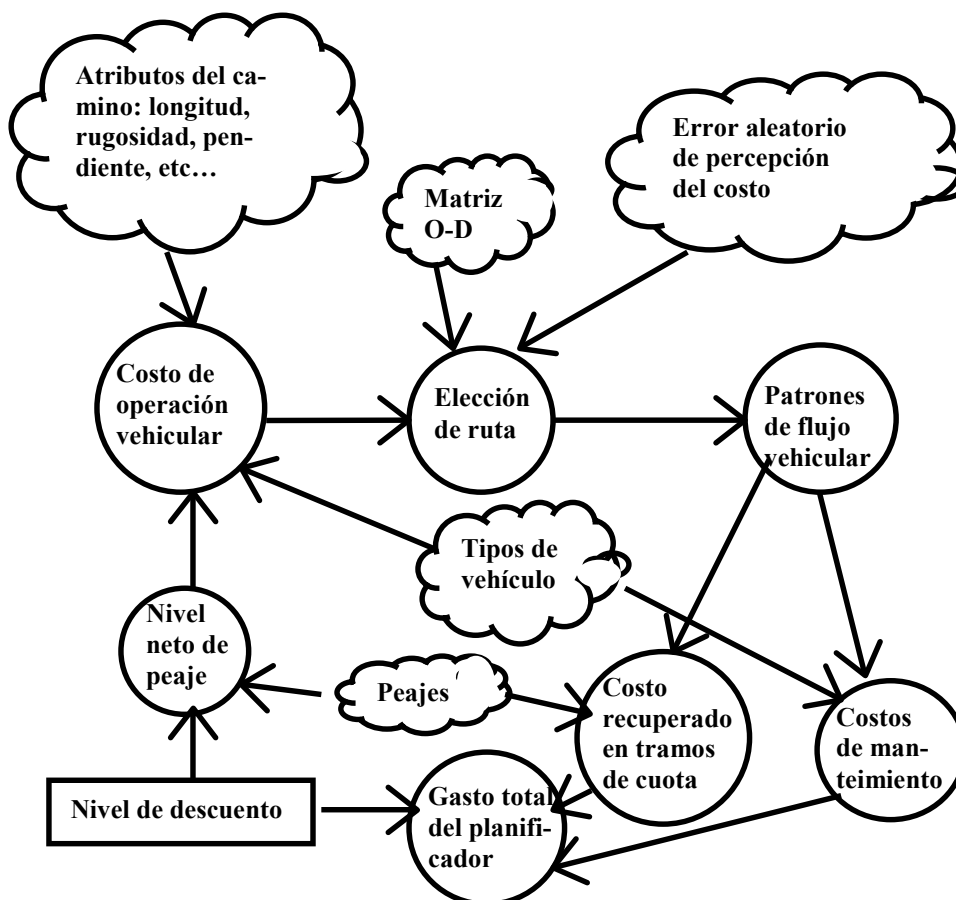 Atributos del ca-
mino: longitud,
rugosidad, pen-
diente, etc…
Error aleatorio
de percepción
del costo
Matriz
O-D
Costo de
operación
vehicular
Elección
de ruta
Patrones
de flujo
vehicular
Tipos de
vehículo
Nivel
neto de
peaje
Peajes
Costo
recuperado
en tramos
de cuota
Costos
de man-
teimiento
Nivel de descuento
Gasto total
del planifi-
cador